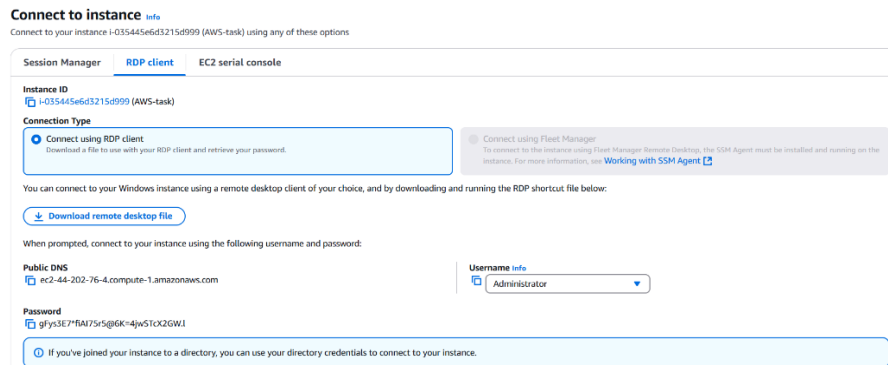 Connect to instance Info
Connect to your instance i-035445e6d3215d999 (AWS-task) using any of these options
Session Manager RDP client EC2 serial console
Instance ID
i-035445e6d3215d999 (AWS-task)
Connection Type
Connect using RDP client
Download a file to use with your RDP client and retrieve your password.
Connect using Fleet Manager
To connect to the instance using Fleet Manager Remote Desktop, the SSM Agent must be installed and running on the
instance. For more information, see Working with SSM Agent
You can connect to your Windows instance using a remote desktop client of your choice, and by downloading and running the RDP shortcut file below:
Download remote desktop file
When prompted, connect to your instance using the following username and password:
Public DNS
ec2-44-202-76-4.compute-1.amazonaws.com
Username Info
Administrator
Password
gFys3E7*fiAI75r5@6K=4jwSTcX2GW.l
If you've joined your instance to a directory, you can use your directory credentials to connect to your instance.